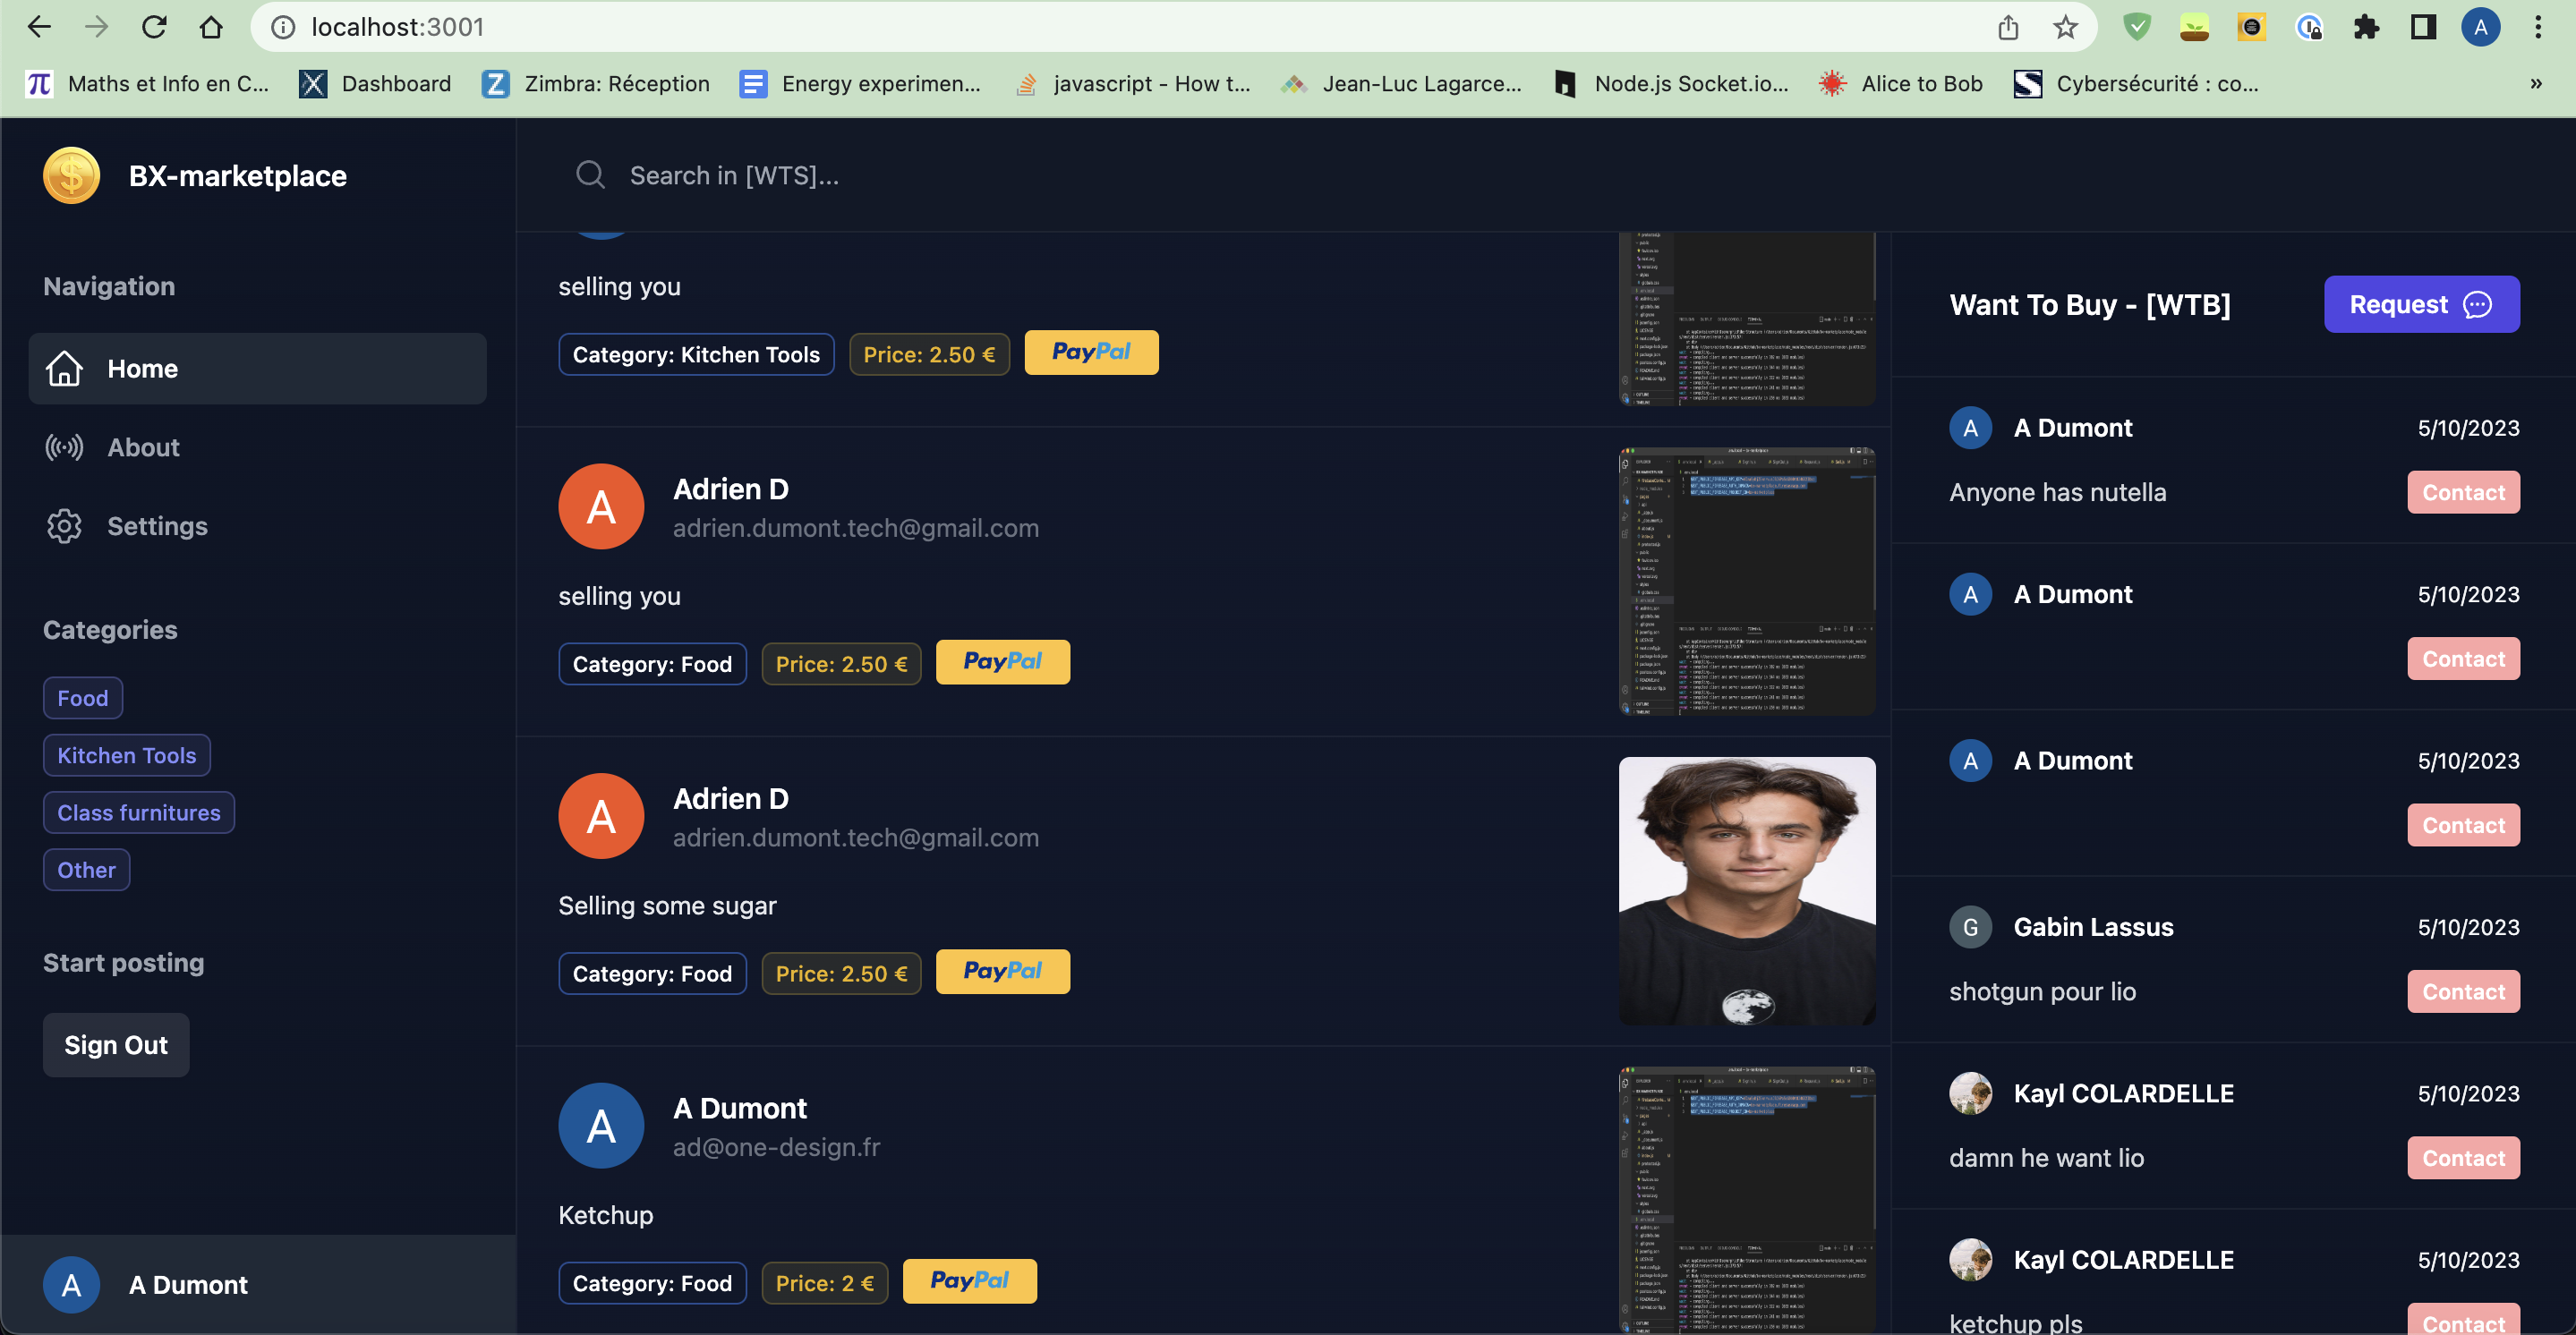 localhost:3001
A
Maths et Info en C...
Dashboard
Zimbra: Réception
Energy experimen...
javascript - How t...
Jean-Luc Lagarce...
Node.js Socket.io...
Alice to Bob
Cybersécurité : co...
»
BX-marketplace
Navigation
Home
About
Settings
Categories
Food
Kitchen Tools
Class furnitures
Other
Start posting
Sign Out
A
A Dumont
Search in [WTS]...
selling you
Category: Kitchen Tools
Price: 2.50 €
PayPal
A
Adrien D
adrien.dumont.tech@gmail.com
selling you
Category: Food
Price: 2.50 €
PayPal
A
Adrien D
adrien.dumont.tech@gmail.com
Selling some sugar
Category: Food
Price: 2.50 €
PayPal
A
A Dumont
ad@one-design.fr
Ketchup
Category: Food
Price: 2 €
PayPal
Want To Buy - [WTB]
Request
A
A Dumont
5/10/2023
Anyone has nutella
Contact
A
A Dumont
5/10/2023
Contact
A
A Dumont
5/10/2023
Contact
G
Gabin Lassus
5/10/2023
shotgun pour lio
Contact
Kayl COLARDELLE
5/10/2023
damn he want lio
Contact
Kayl COLARDELLE
5/10/2023
ketchup pls
Contact